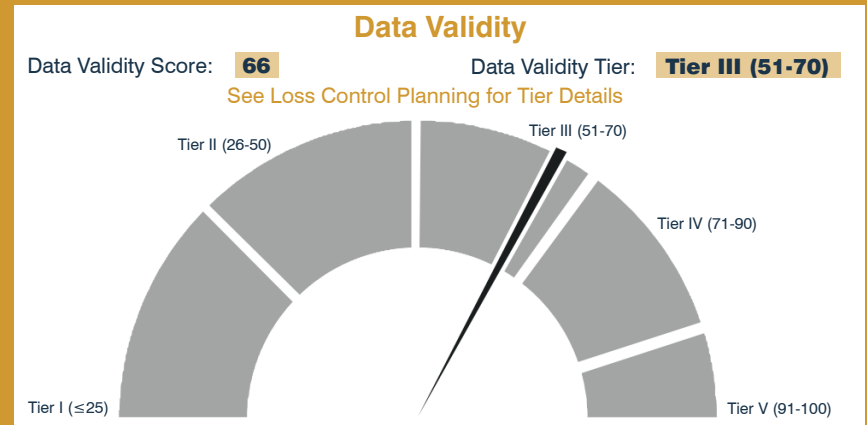 Data Validity
Data Validity Score: 66
Data Validity Tier: Tier III (51-70)
See Loss Control Planning for Tier Details
Tier II (26-50)
Tier III (51-70)
Tier IV (71-90)
Tier I (≤25)
Tier V (91-100)